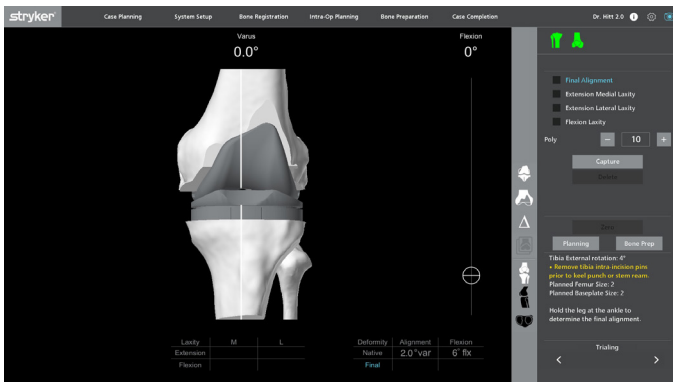 stryker
Case Planning
System Setup
Bone Registration
Intra-Op Planning
Bone Preparation
Case Completion
Dr. Hitt 2.0
Varus
0.0°
Flexion
0°
Final Alignment
Extension Medial Laxity
Extension Lateral Laxity
Flexion Laxity
Poly − 10 +
Capture
Delete
Zero
Planning
Bone Prep
Tibia External rotation: 4°
• Remove tibia intra-incision pins
prior to keel punch or stem ream.
Planned Femur Size: 2
Planned Baseplate Size: 2
Hold the leg at the ankle to
determine the final alignment.
Trialing
< >
Laxity M L
Extension
Flexion
Deformity Alignment Flexion
Native 2.0°var 6° flx
Final